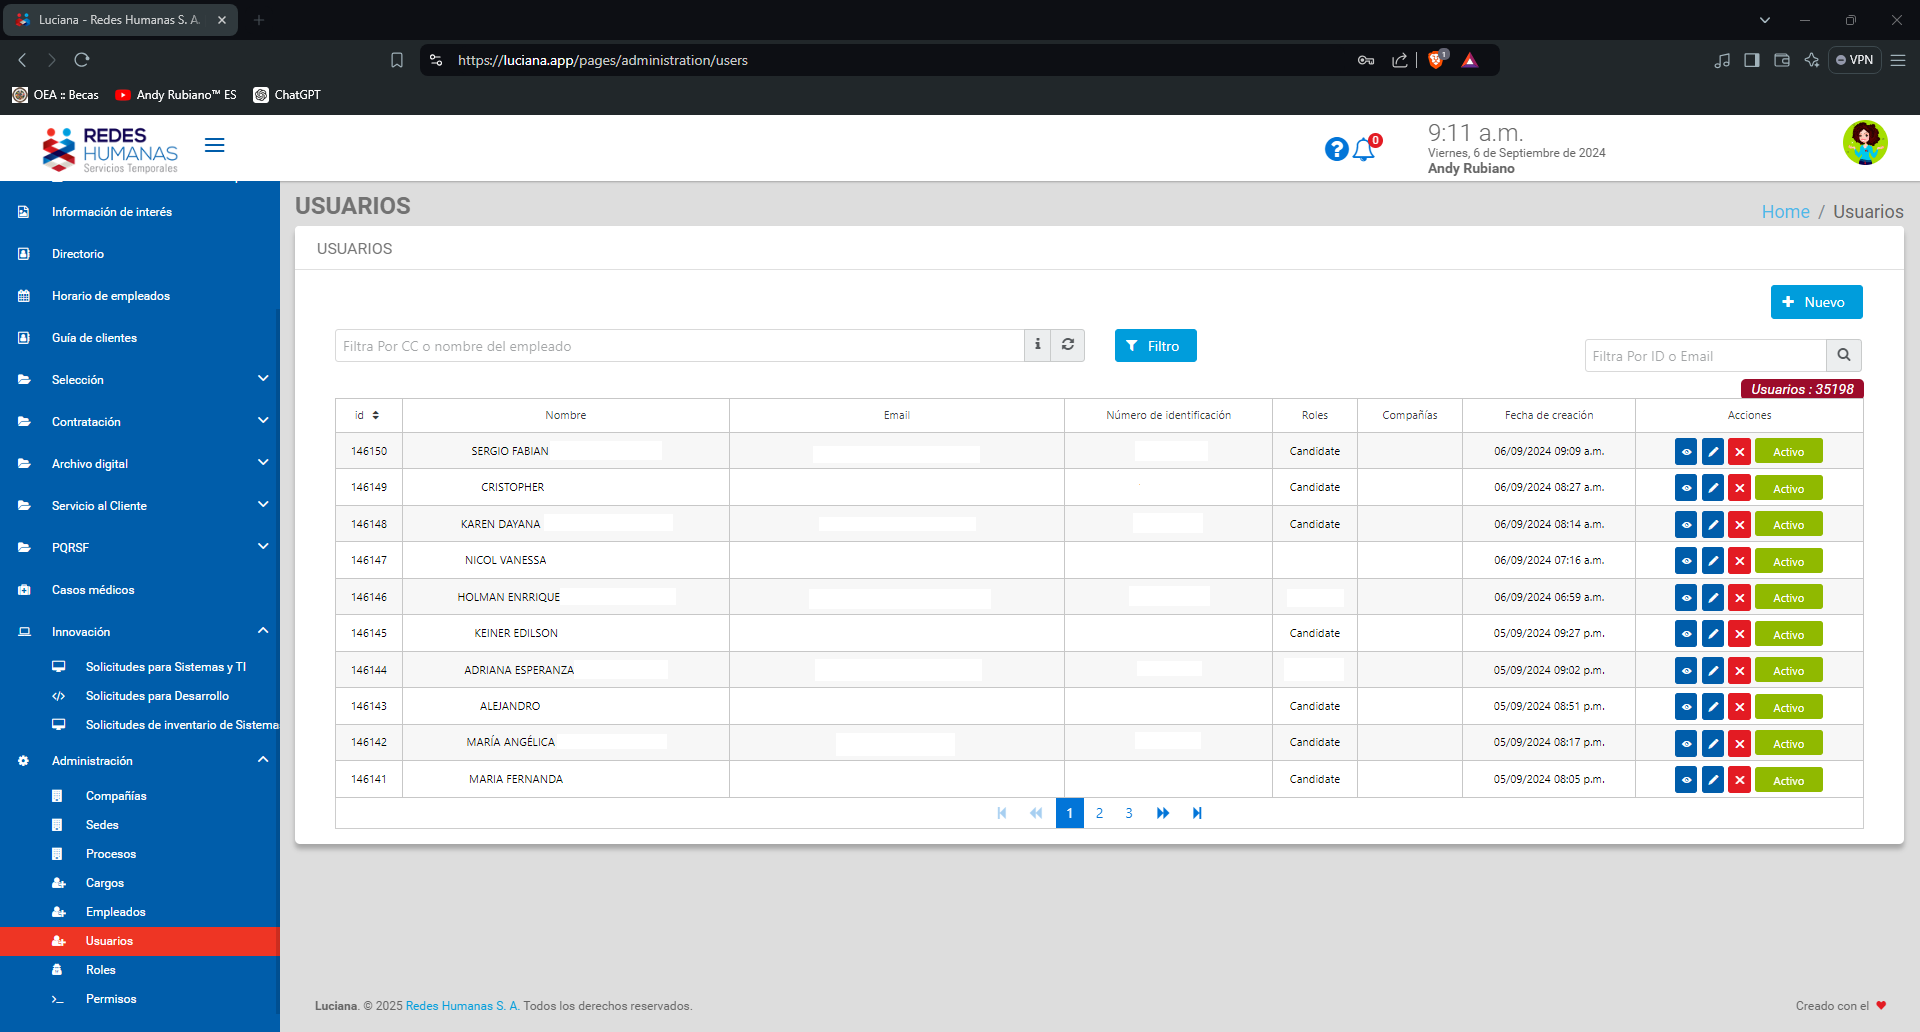 Luciana - Redes Humanas S. A.
https://luciana.app/pages/administration/users
1
VPN
OEA :: Becas
Andy Rubiano™ ES
ChatGPT
REDES
HUMANAS
Servicios Temporales
?
0
9:11 a.m.
Viernes, 6 de Septiembre de 2024
Andy Rubiano
Información de interés
Directorio
Horario de empleados
Guía de clientes
Selección
Contratación
Archivo digital
Servicio al Cliente
PQRSF
Casos médicos
Innovación
Solicitudes para Sistemas y TI
Solicitudes para Desarrollo
Solicitudes de inventario de Sistema
Administración
Compañías
Sedes
Procesos
Cargos
Empleados
Usuarios
Roles
Permisos
USUARIOS
Home / Usuarios
USUARIOS
Nuevo
Filtra Por CC o nombre del empleado
Filtro
Filtra Por ID o Email
Usuarios : 35198
id Nombre Email Número de identificación Roles Compañías Fecha de creación Acciones
146150 SERGIO FABIAN Candidate 06/09/2024 09:09 a.m. Activo
146149 CRISTOPHER Candidate 06/09/2024 08:27 a.m. Activo
146148 KAREN DAYANA Candidate 06/09/2024 08:14 a.m. Activo
146147 NICOL VANESSA 06/09/2024 07:16 a.m. Activo
146146 HOLMAN ENRRIQUE 06/09/2024 06:59 a.m. Activo
146145 KEINER EDILSON Candidate 05/09/2024 09:27 p.m. Activo
146144 ADRIANA ESPERANZA 05/09/2024 09:02 p.m. Activo
146143 ALEJANDRO Candidate 05/09/2024 08:51 p.m. Activo
146142 MARÍA ANGÉLICA Candidate 05/09/2024 08:17 p.m. Activo
146141 MARIA FERNANDA Candidate 05/09/2024 08:05 p.m. Activo
1 2 3
Luciana. © 2025 Redes Humanas S. A. Todos los derechos reservados.
Creado con el